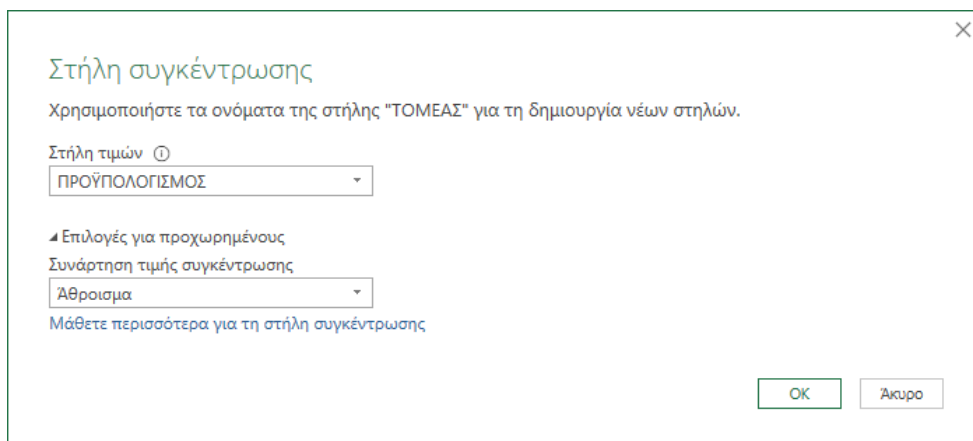 Στήλη συγκέντρωσης
Χρησιμοποιήστε τα ονόματα της στήλης "ΤΟΜΕΑΣ" για τη δημιουργία νέων στηλών.
Στήλη τιμών
ΠΡΟΫΠΟΛΟΓΙΣΜΟΣ
Επιλογές για προχωρημένους
Συνάρτηση τιμής συγκέντρωσης
Άθροισμα
Μάθετε περισσότερα για τη στήλη συγκέντρωσης
OK Άκυρο